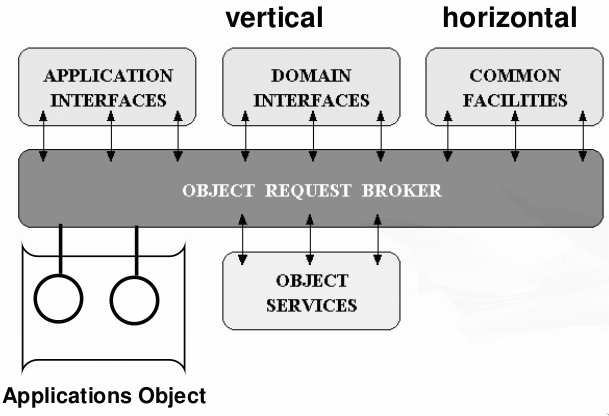 vertical
horizontal
APPLICATION
INTERFACES
DOMAIN
INTERFACES
COMMON
FACILITIES
OBJECT REQUEST BROKER
OBJECT
SERVICES
Applications Object